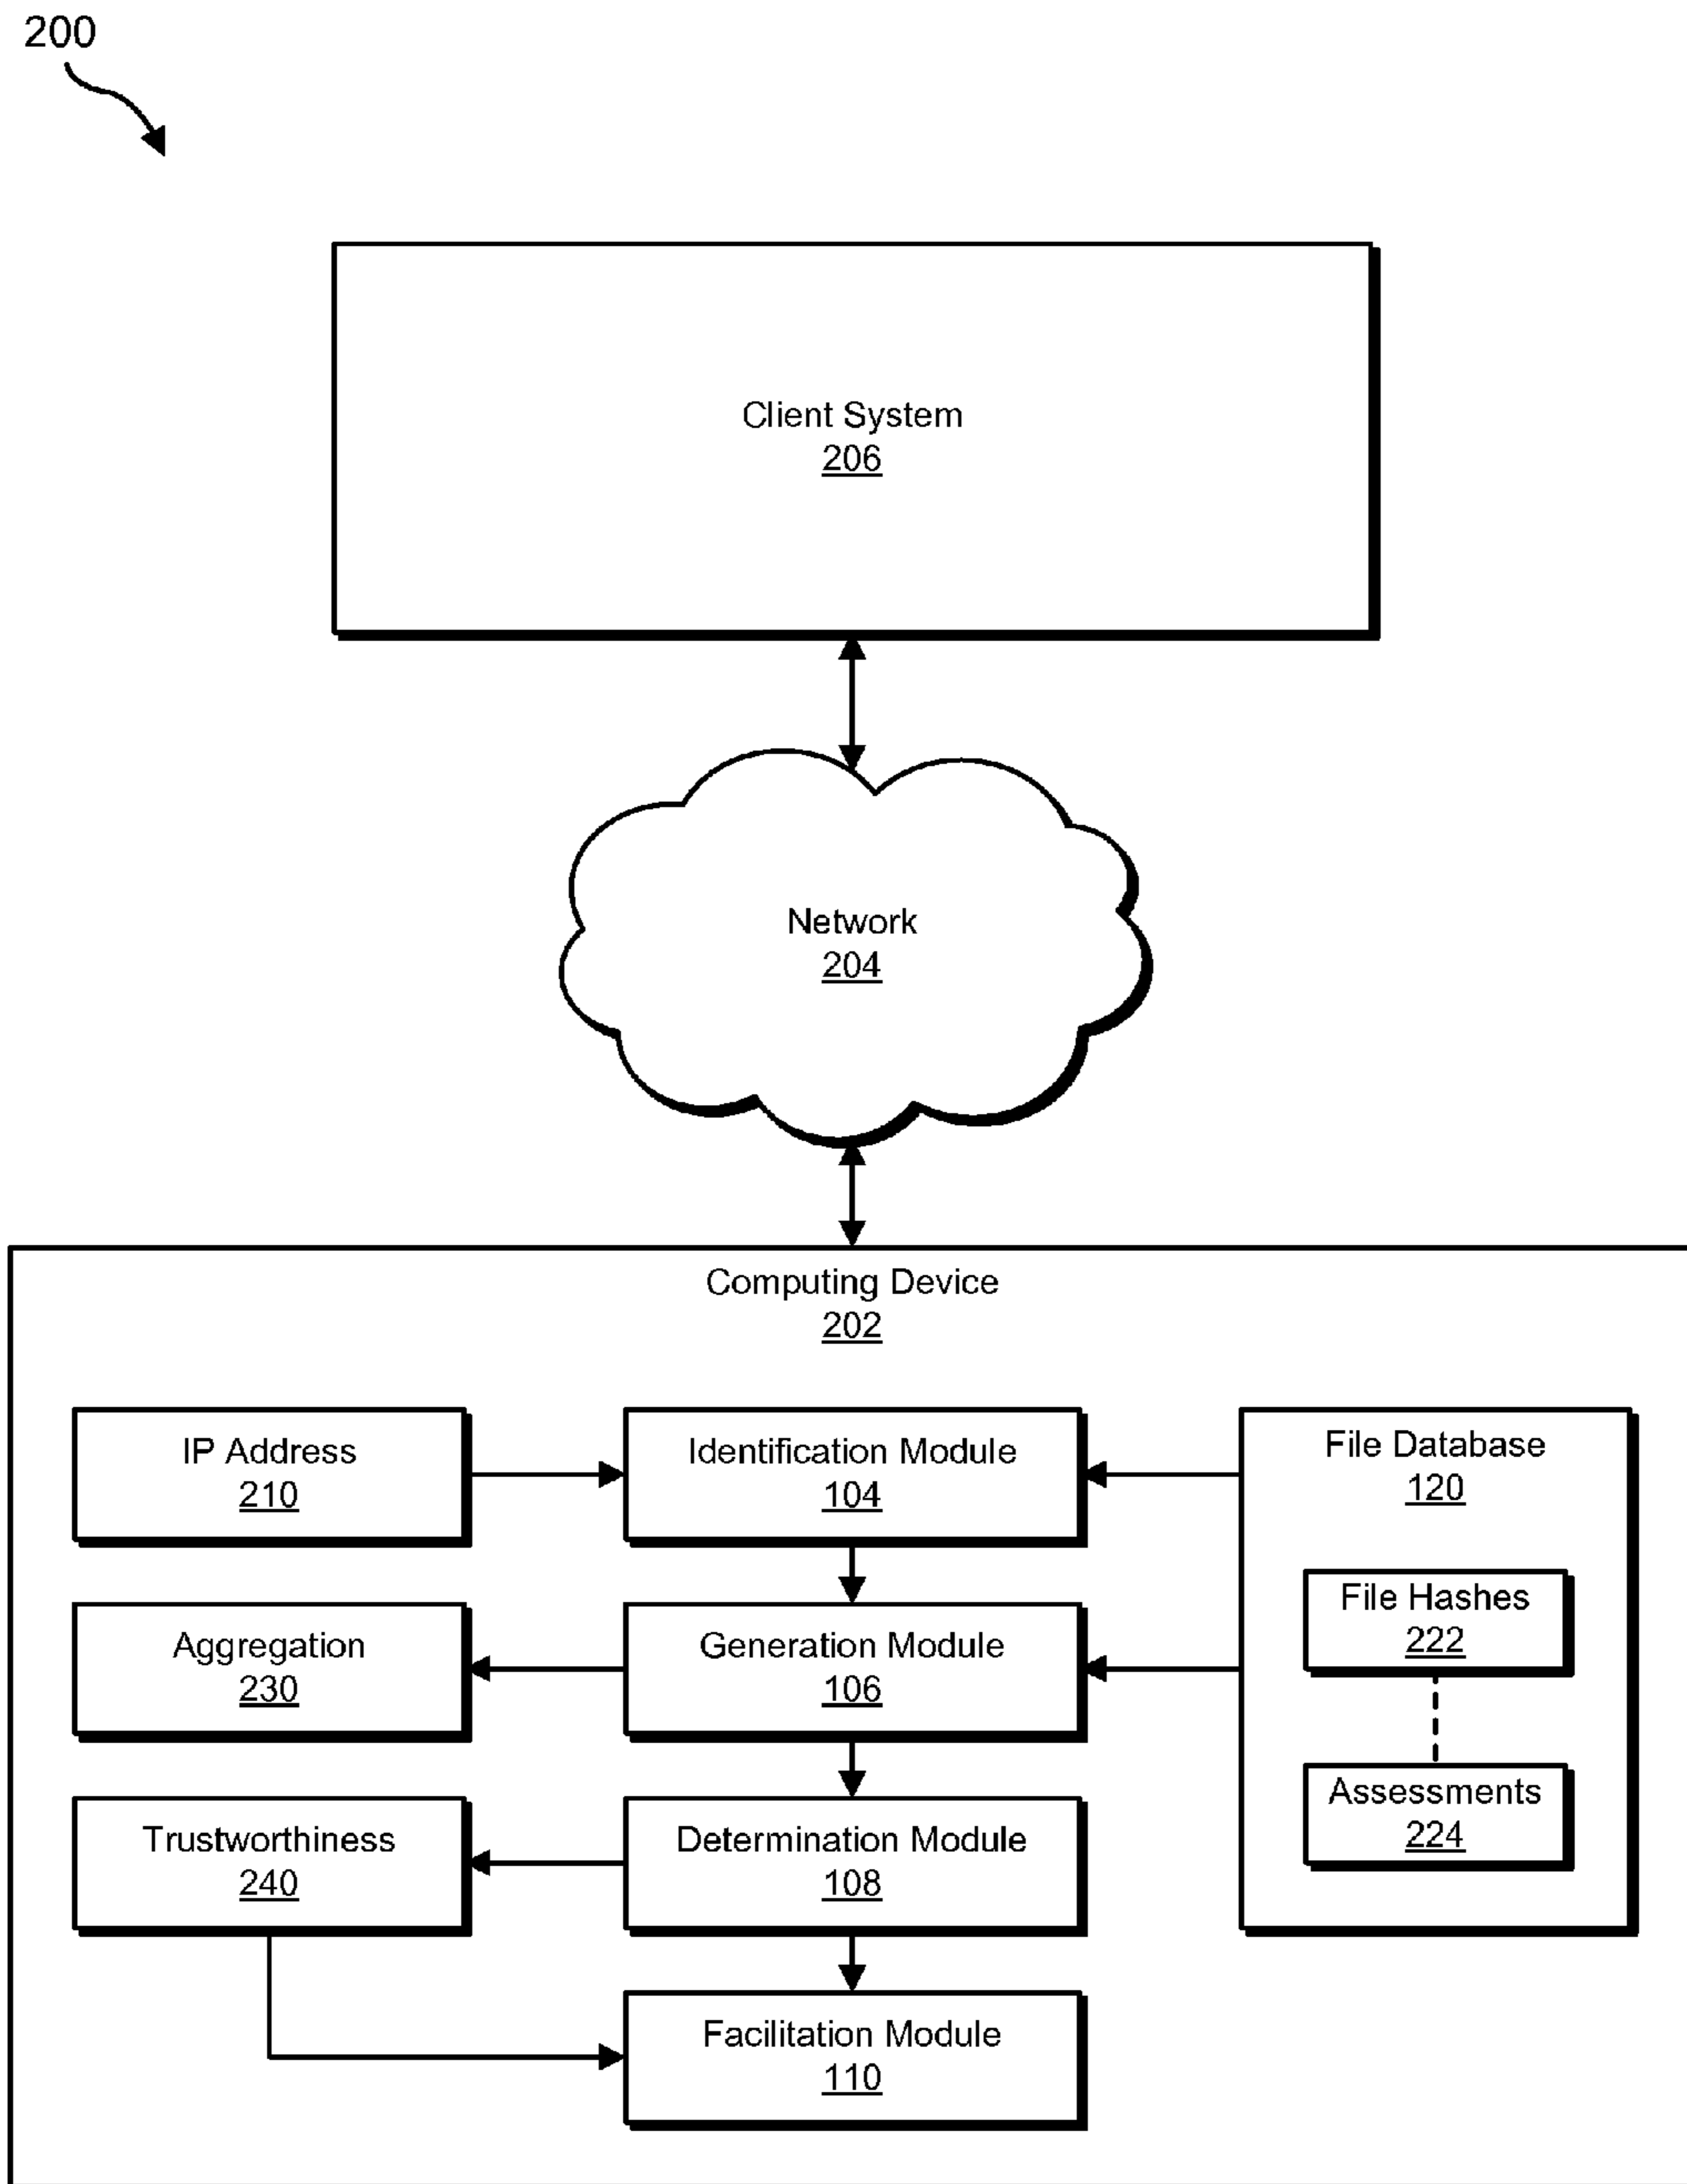 200
Client System
206
Network
204
Computing Device
202
IP Address
210
Identification Module
104
File Database
120
File Hashes
222
Aggregation
230
Generation Module
106
Assessments
224
Trustworthiness
240
Determination Module
108
Facilitation Module
110